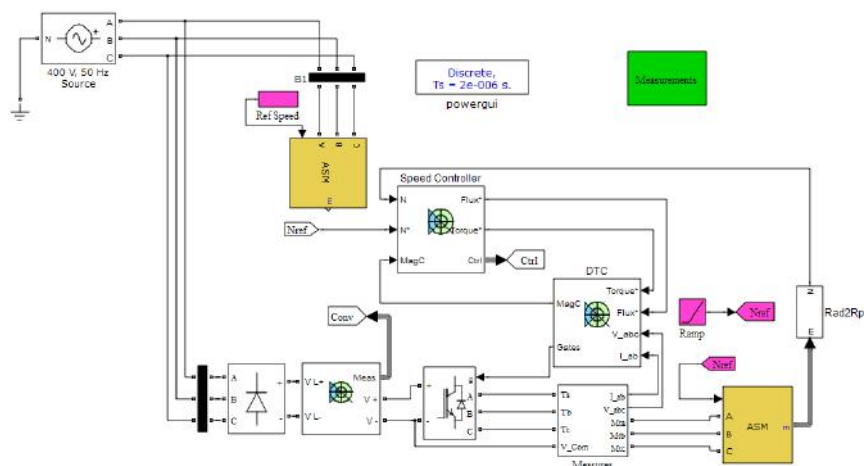 N
A
B
C
400 V, 50 Hz
Source
B1
Ref Speed
A
B
C
ASM
E
Discrete,
Ts = 2e-006 s.
powergui
Measurements
Speed Controller
N
N*
MagC
Flux*
Torque*
Ctrl
Nref
Ctrl
DTC
MagC
Gates
Torque*
Flux*
V_abc
I_ab
Ramp
Nref
N
E
Rad2Rp
Conv
A
B
C
+
-
V L+
V L-
Meas
V +
V -
g
+
-
A
B
C
Ta
Tb
Tc
V_Com
I_ab
V_abc
Mta
Mtb
Mtc
Measures
Nref
A
B
C
ASM
m